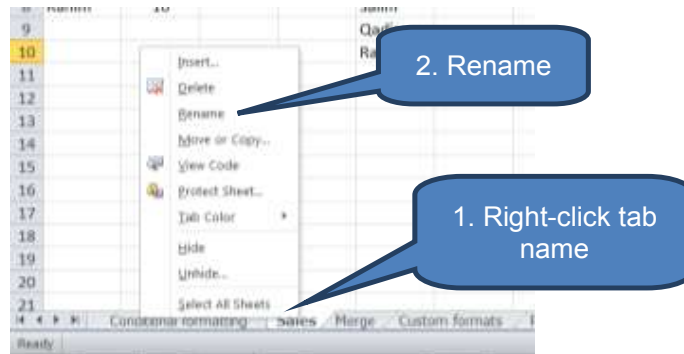 9
10
11
12
13
14
15
16
17
18
19
20
21
Insert...
Delete
Rename
Move or Copy...
View Code
Protect Sheet...
Tab Color
Hide
Unhide...
Select All Sheets
2. Rename
1. Right-click tab
name
Conditional formatting Sales Merge Custom formats
Ready